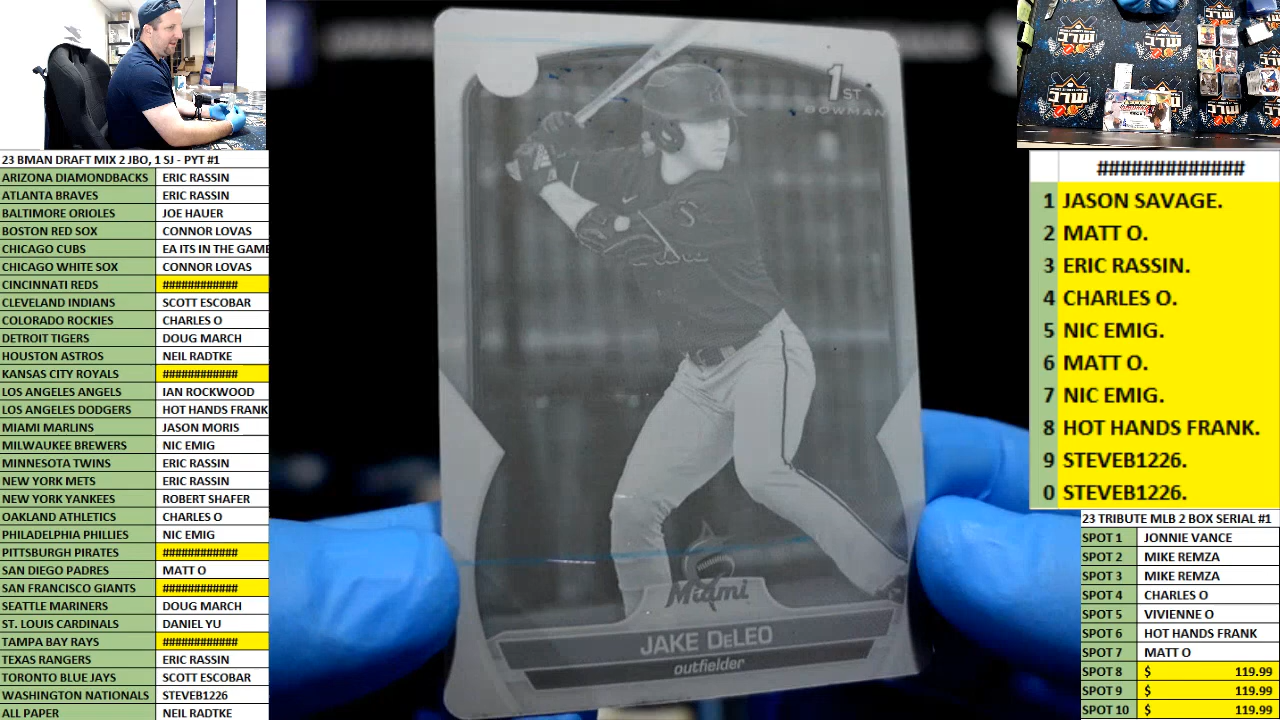 23 BMAN DRAFT MIX 2 JBO, 1 SJ - PYT #1
ARIZONA DIAMONDBACKS ERIC RASSIN
ATLANTA BRAVES ERIC RASSIN
BALTIMORE ORIOLES JOE HAUER
BOSTON RED SOX CONNOR LOVAS
CHICAGO CUBS EA ITS IN THE GAME
CHICAGO WHITE SOX CONNOR LOVAS
CINCINNATI REDS ############
CLEVELAND INDIANS SCOTT ESCOBAR
COLORADO ROCKIES CHARLES O
DETROIT TIGERS DOUG MARCH
HOUSTON ASTROS NEIL RADTKE
KANSAS CITY ROYALS ############
LOS ANGELES ANGELS IAN ROCKWOOD
LOS ANGELES DODGERS HOT HANDS FRANK
MIAMI MARLINS JASON MORIS
MILWAUKEE BREWERS NIC EMIG
MINNESOTA TWINS ERIC RASSIN
NEW YORK METS ERIC RASSIN
NEW YORK YANKEES ROBERT SHAFER
OAKLAND ATHLETICS CHARLES O
PHILADELPHIA PHILLIES NIC EMIG
PITTSBURGH PIRATES ############
SAN DIEGO PADRES MATT O
SAN FRANCISCO GIANTS ############
SEATTLE MARINERS DOUG MARCH
ST. LOUIS CARDINALS DANIEL YU
TAMPA BAY RAYS ############
TEXAS RANGERS ERIC RASSIN
TORONTO BLUE JAYS SCOTT ESCOBAR
WASHINGTON NATIONALS STEVEB1226
ALL PAPER NEIL RADTKE
1ST
BOWMAN
Miami
JAKE DELEO
outfielder
#############
1 JASON SAVAGE.
2 MATT O.
3 ERIC RASSIN.
4 CHARLES O.
5 NIC EMIG.
6 MATT O.
7 NIC EMIG.
8 HOT HANDS FRANK.
9 STEVEB1226.
0 STEVEB1226.
23 TRIBUTE MLB 2 BOX SERIAL #1
SPOT 1 JONNIE VANCE
SPOT 2 MIKE REMZA
SPOT 3 MIKE REMZA
SPOT 4 CHARLES O
SPOT 5 VIVIENNE O
SPOT 6 HOT HANDS FRANK
SPOT 7 MATT O
SPOT 8 $ 119.99
SPOT 9 $ 119.99
SPOT 10 $ 119.99